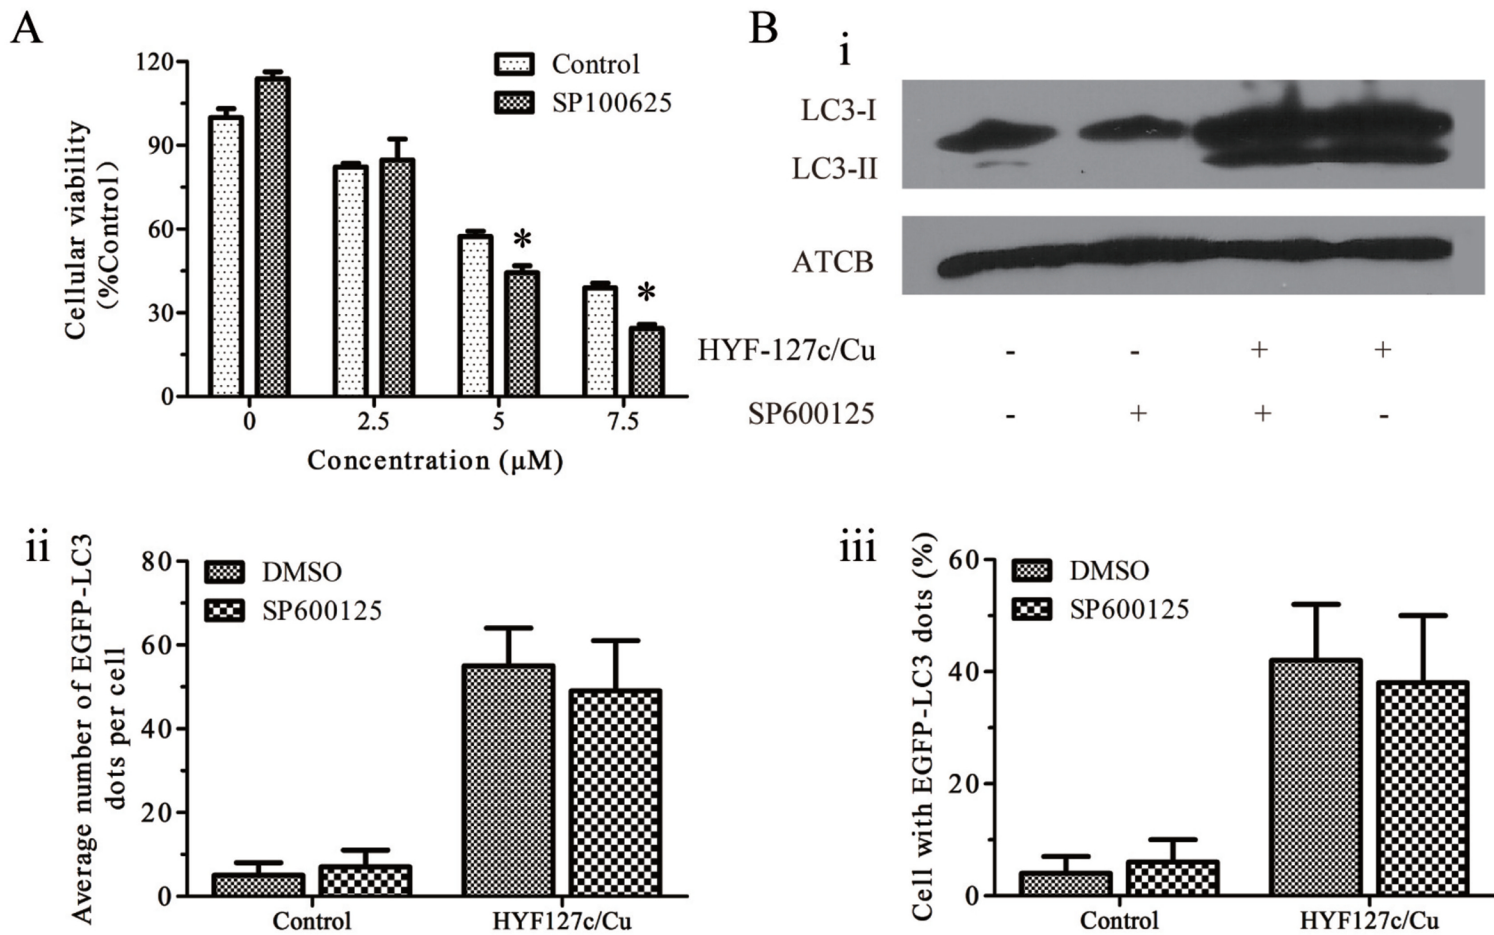 A
120
90
60
30
0
Cellular viability
(%Control)
Control
SP100625
*
*
0 2.5 5 7.5
Concentration (μM)
B
i
LC3-I
LC3-II
ATCB
HYF-127c/Cu - - + +
SP600125 - + + -
ii
Average number of EGFP-LC3
dots per cell
80
60
40
20
0
DMSO
SP600125
Control HYF127c/Cu
iii
Cell with EGFP-LC3 dots (%)
60
40
20
0
DMSO
SP600125
Control HYF127c/Cu